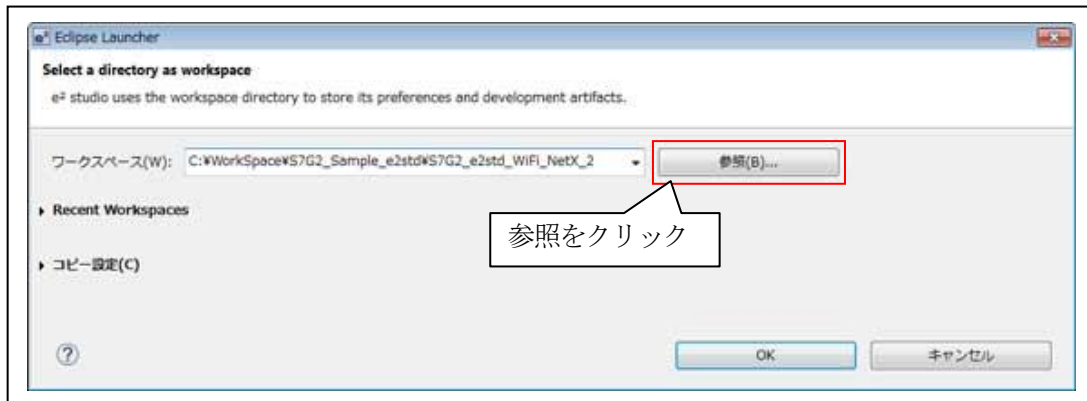 e² Eclipse Launcher
Select a directory as workspace
e² studio uses the workspace directory to store its preferences and development artifacts.
ワークスペース(W): C:¥WorkSpace¥S7G2_Sample_e2std¥S7G2_e2std_WiFi_NetX_2 参照(B)...
Recent Workspaces
参照をクリック
コピー設定(C)
? OK キャンセル